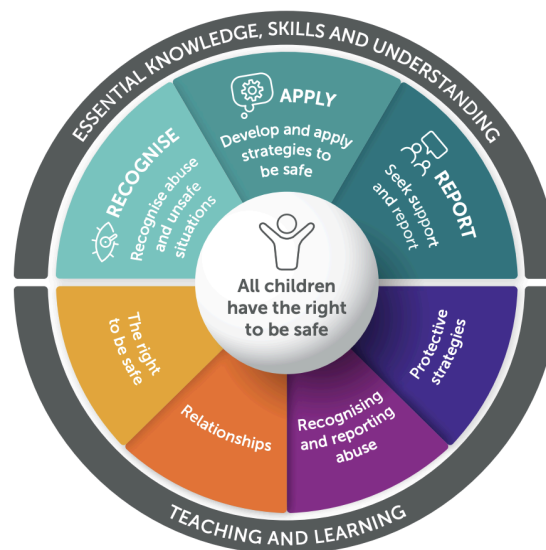 ESSENTIAL KNOWLEDGE, SKILLS AND UNDERSTANDING
RECOGNISE
Recognise abuse
and unsafe
situations
APPLY
Develop and apply
strategies to
be safe
REPORT
Seek support
and report
All children
have the right
to be safe
The right
to be safe
Relationships
Recognising
and reporting
abuse
Protective
strategies
TEACHING AND LEARNING